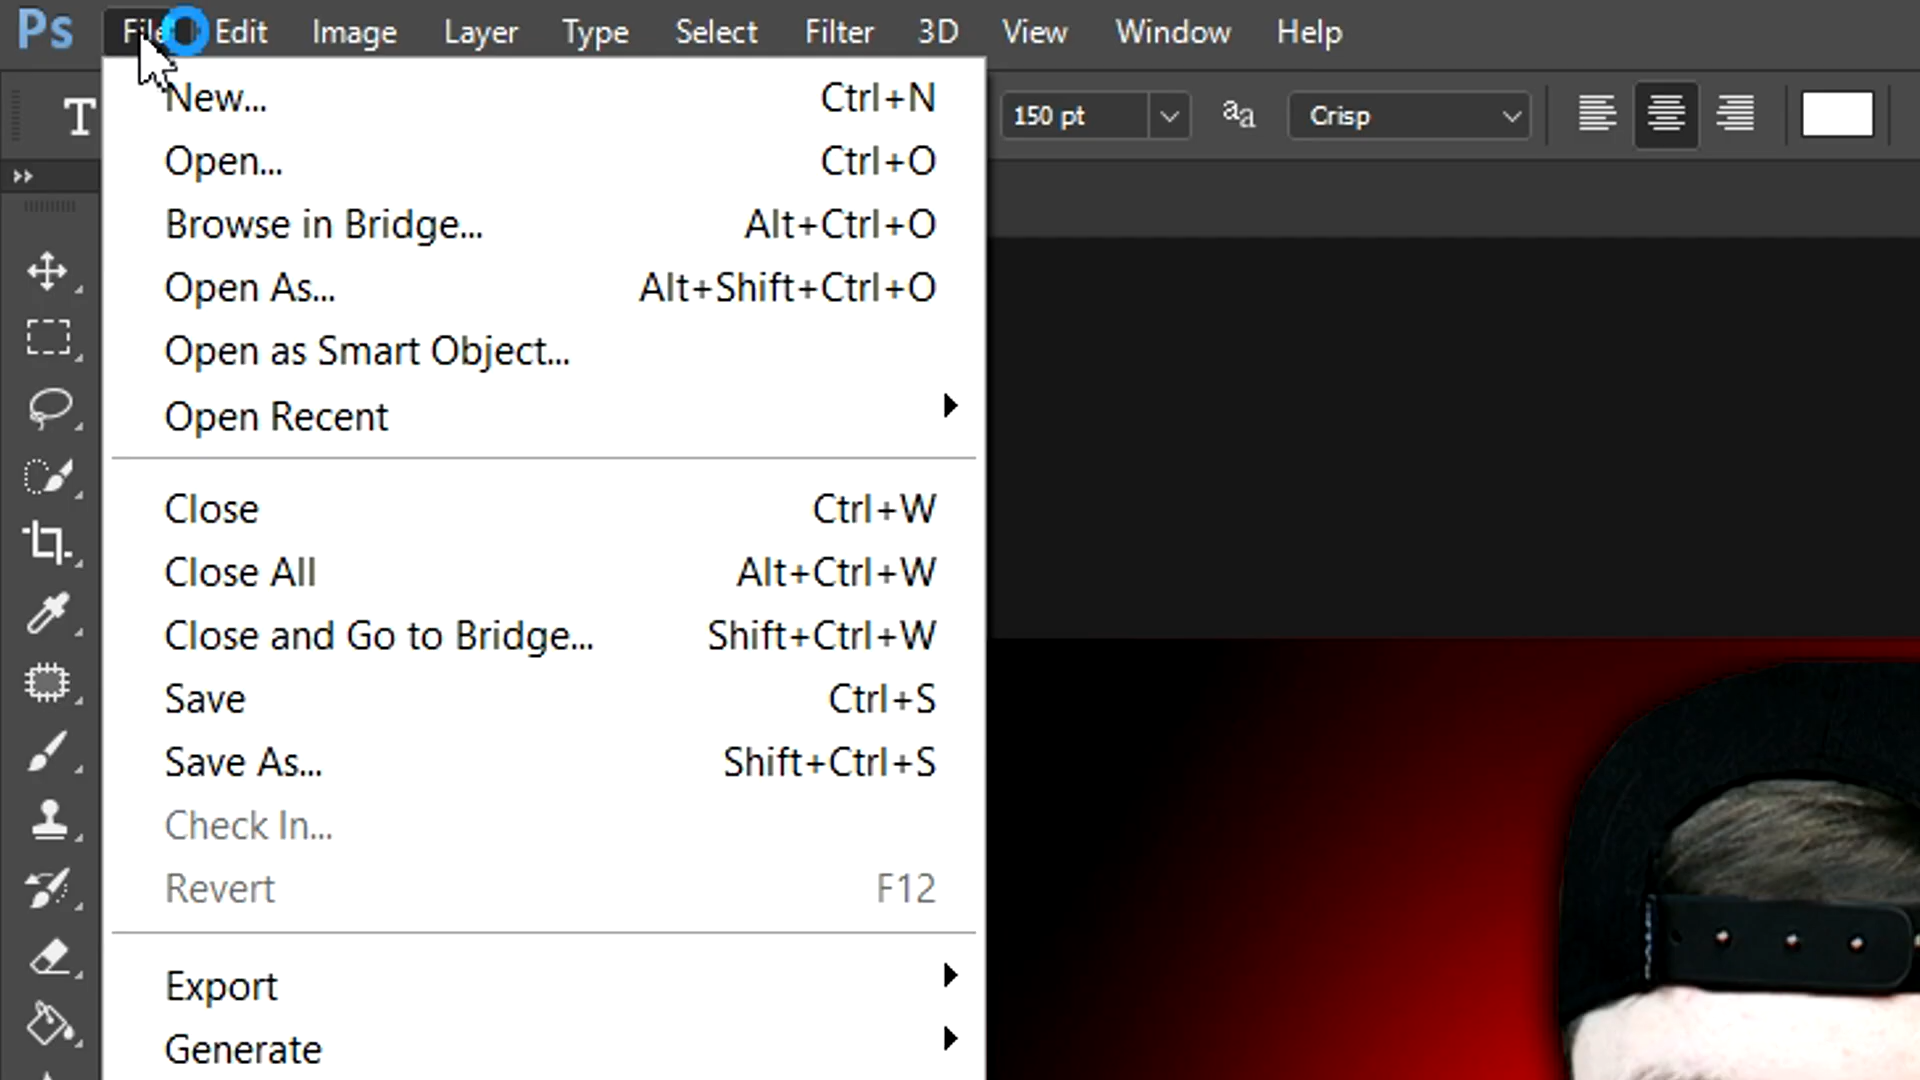 Ps File Edit Image Layer Type Select Filter 3D View Window Help
T 150 pt aa Crisp
New... Ctrl+N
Open... Ctrl+O
Browse in Bridge... Alt+Ctrl+O
Open As... Alt+Shift+Ctrl+O
Open as Smart Object...
Open Recent
Close Ctrl+W
Close All Alt+Ctrl+W
Close and Go to Bridge... Shift+Ctrl+W
Save Ctrl+S
Save As... Shift+Ctrl+S
Check In...
Revert F12
Export
Generate